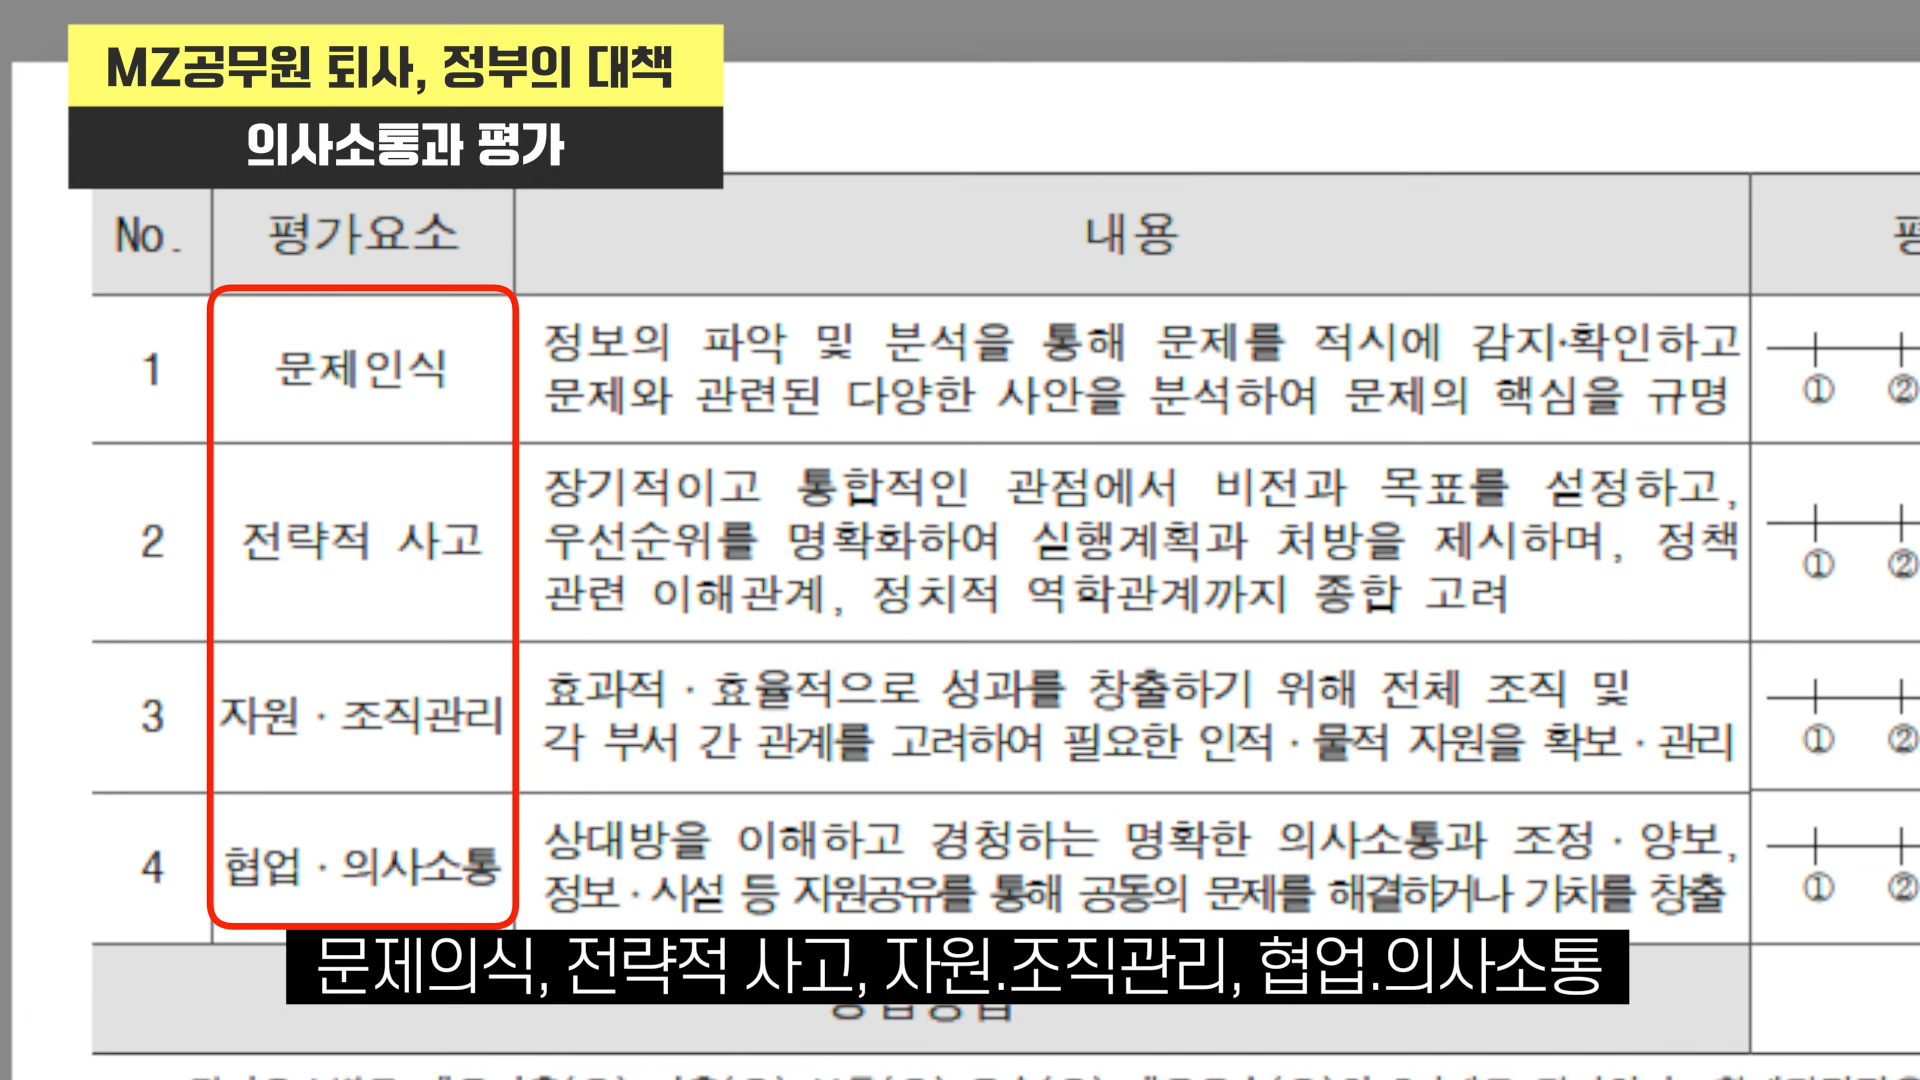 MZ공무원 퇴사, 정부의 대책
의사소통과 평가
No. 평가요소 내용
1 문제인식 정보의 파악 및 분석을 통해 문제를 적시에 감지·확인하고
문제와 관련된 다양한 사안을 분석하여 문제의 핵심을 규명
① ②
2 전략적 사고 장기적이고 통합적인 관점에서 비전과 목표를 설정하고,
우선순위를 명확화하여 실행계획과 처방을 제시하며, 정책
관련 이해관계, 정치적 역학관계까지 종합 고려
① ②
3 자원·조직관리 효과적·효율적으로 성과를 창출하기 위해 전체 조직 및
각 부서 간 관계를 고려하여 필요한 인적·물적 자원을 확보·관리
① ②
4 협업·의사소통 상대방을 이해하고 경청하는 명확한 의사소통과 조정·양보,
정보·시설 등 자원공유를 통해 공동의 문제를 해결하거나 가치를 창출
① ②
문제의식, 전략적 사고, 자원.조직관리, 협업.의사소통